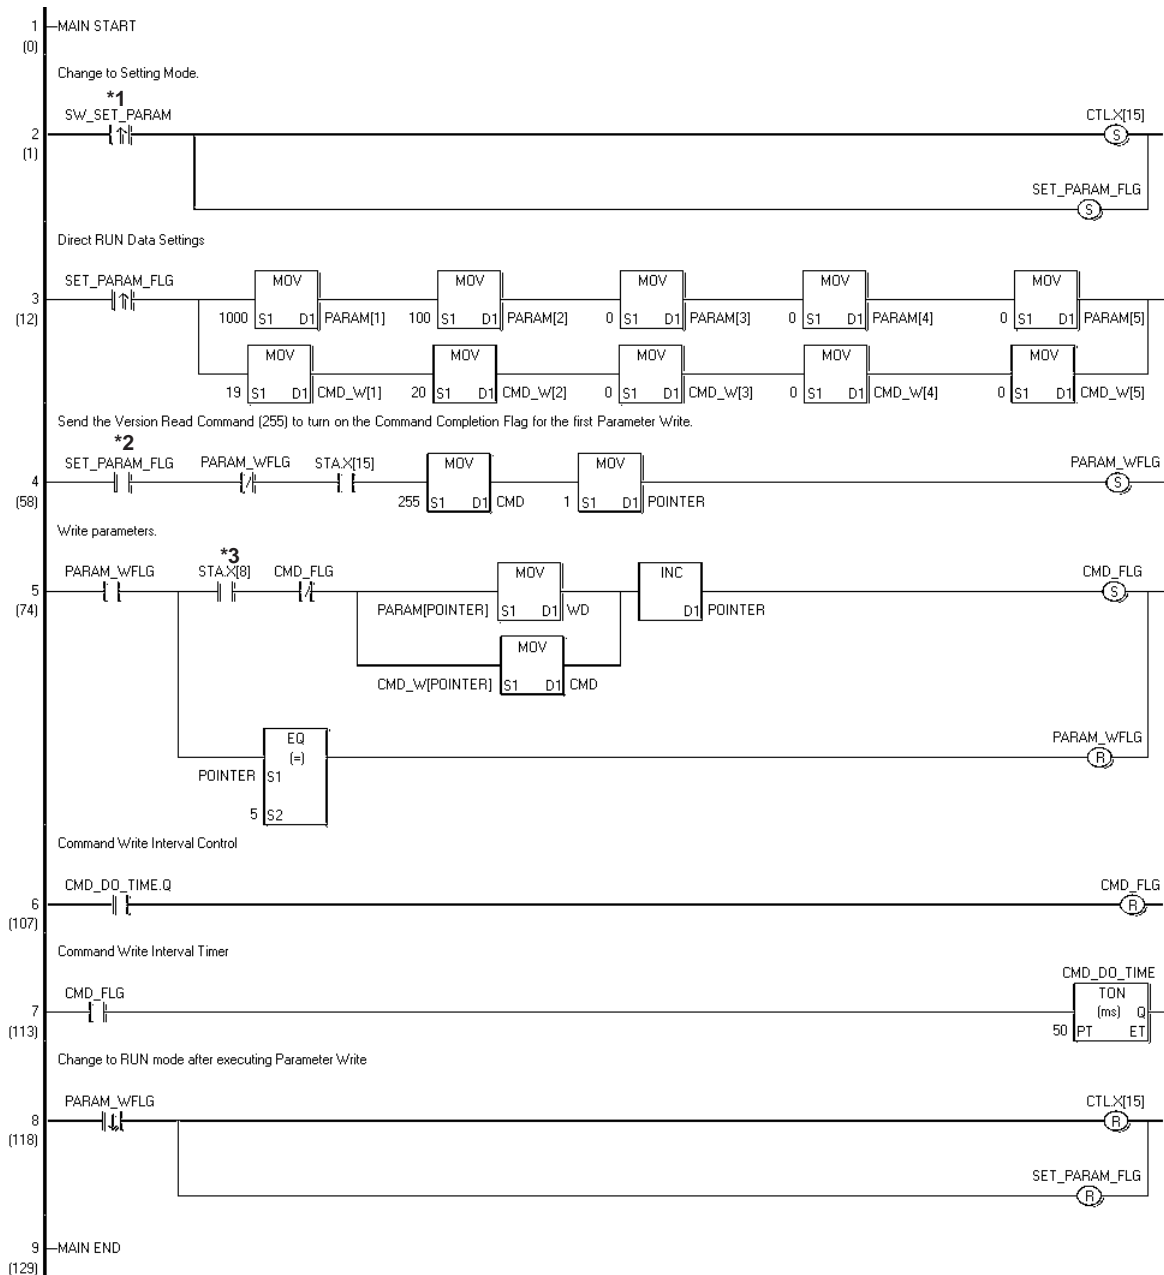 1 MAIN START
(0)
Change to Setting Mode.
*1
SW_SET_PARAM CTL.X[15]
2 S
(1)
SET_PARAM_FLG
S
Direct RUN Data Settings
SET_PARAM_FLG MOV MOV MOV MOV MOV
3
(12) 1000 S1 D1 PARAM[1] 100 S1 D1 PARAM[2] 0 S1 D1 PARAM[3] 0 S1 D1 PARAM[4] 0 S1 D1 PARAM[5]
MOV MOV MOV MOV MOV
19 S1 D1 CMD_W[1] 20 S1 D1 CMD_W[2] 0 S1 D1 CMD_W[3] 0 S1 D1 CMD_W[4] 0 S1 D1 CMD_W[5]
Send the Version Read Command (255) to turn on the Command Completion Flag for the first Parameter Write.
*2
SET_PARAM_FLG PARAM_WFLG STA.X[15] MOV MOV PARAM_WFLG
4 S
(58) 255 S1 D1 CMD 1 S1 D1 POINTER
Write parameters.
*3
PARAM_WFLG STA.X[8] CMD_FLG MOV INC CMD_FLG
5 S
(74) PARAM[POINTER] S1 D1 WD D1 POINTER
MOV
CMD_W[POINTER] S1 D1 CMD
EQ PARAM_WFLG
(=) R
POINTER S1
5 S2
Command Write Interval Control
CMD_DO_TIME.Q CMD_FLG
6 R
(107)
Command Write Interval Timer
CMD_DO_TIME
CMD_FLG TON
7 (ms) Q
(113) 50 PT ET
Change to RUN mode after executing Parameter Write
PARAM_WFLG CTL.X[15]
8 R
(118)
SET_PARAM_FLG
R
9 MAIN END
(129)